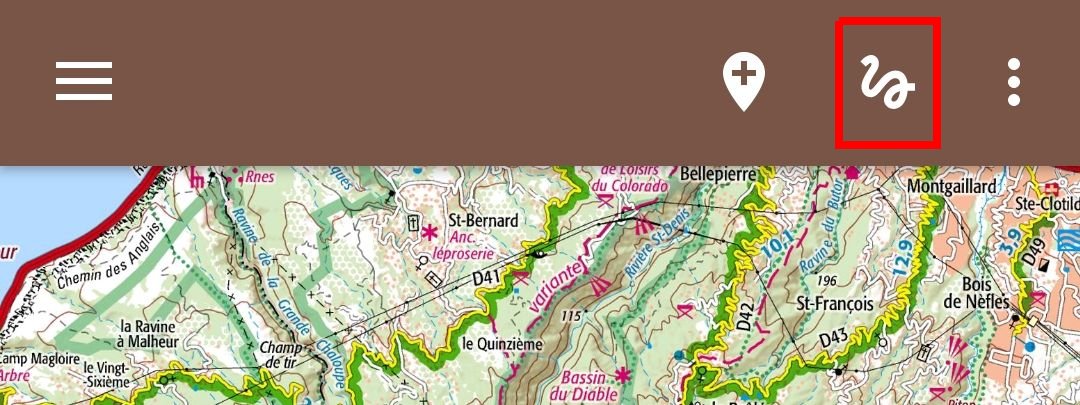 Rnes
de Loisirs
du Colorado
Bellepierre
Montgaillard
Ste-Clotild
St-Bernard
Anc.
léproserie
Chemin des Anglais
Ravine de la Grande Chaloupe
D41
variante
Rivière St-Denis
10,1
Ravine du Butor
12,9
3,9
D49
196
115
St-François
Bois
de Nèfles
D42
D43
la Ravine
à Malheur
Champ
de tir
le Quinzième
Camp Magloire
Arbre
le Vingt-
-Sixième
Bassin
du Diable
Piton